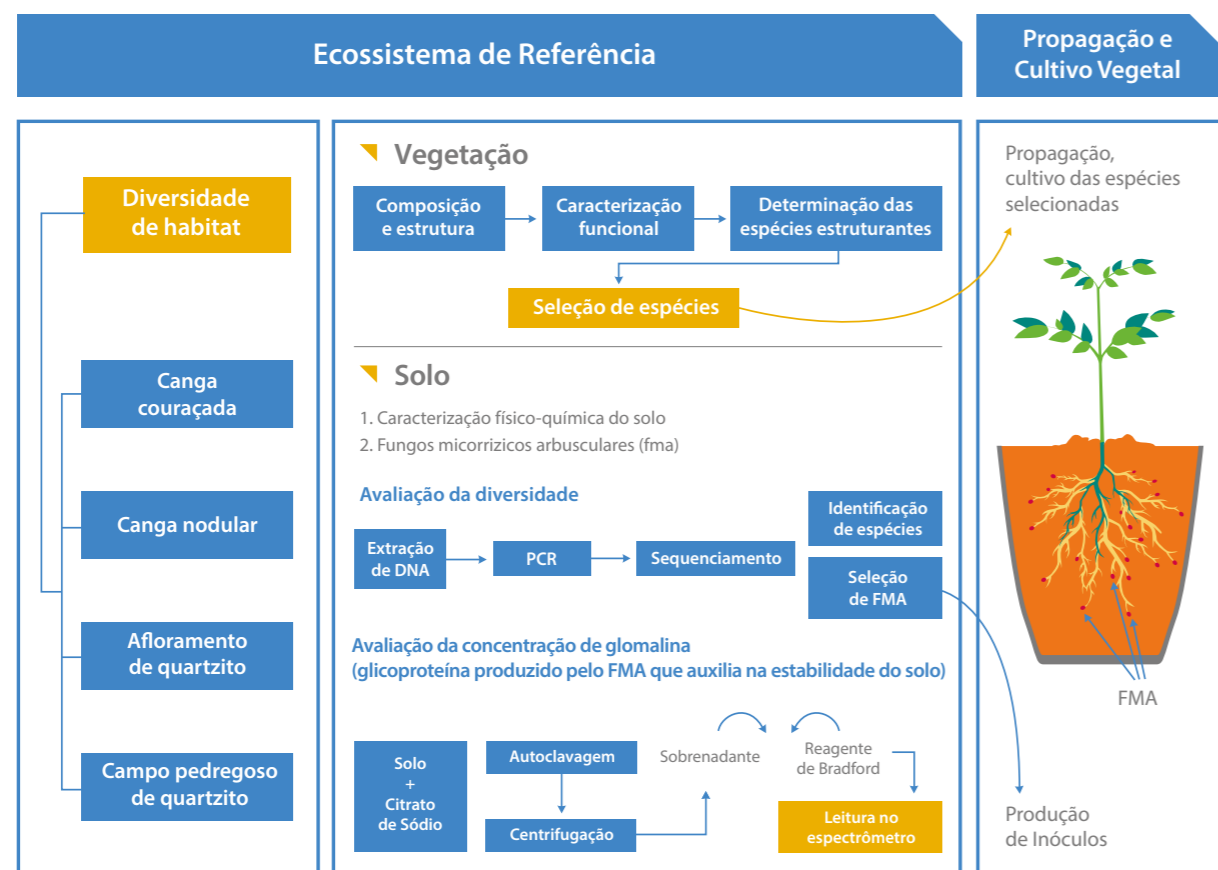 Ecossistema de Referência
Propagação e
Cultivo Vegetal
Diversidade
de habitat
Canga
couraçada
Canga nodular
Afloramento
de quartzito
Campo pedregoso
de quartzito
Vegetação
Composição
e estrutura
Caracterização
funcional
Determinação das
espécies estruturantes
Seleção de espécies
Solo
1. Caracterização físico-química do solo
2. Fungos micorrizicos arbusculares (fma)
Avaliação da diversidade
Extração
de DNA
PCR
Sequenciamento
Identificação
de espécies
Seleção
de FMA
Avaliação da concentração de glomalina
(glicoproteína produzido pelo FMA que auxilia na estabilidade do solo)
Solo
+
Citrato
de Sódio
Autoclavagem
Centrifugação
Sobrenadante
Reagente
de Bradford
Leitura no
espectrômetro
Propagação,
cultivo das espécies
selecionadas
FMA
Produção
de Inóculos